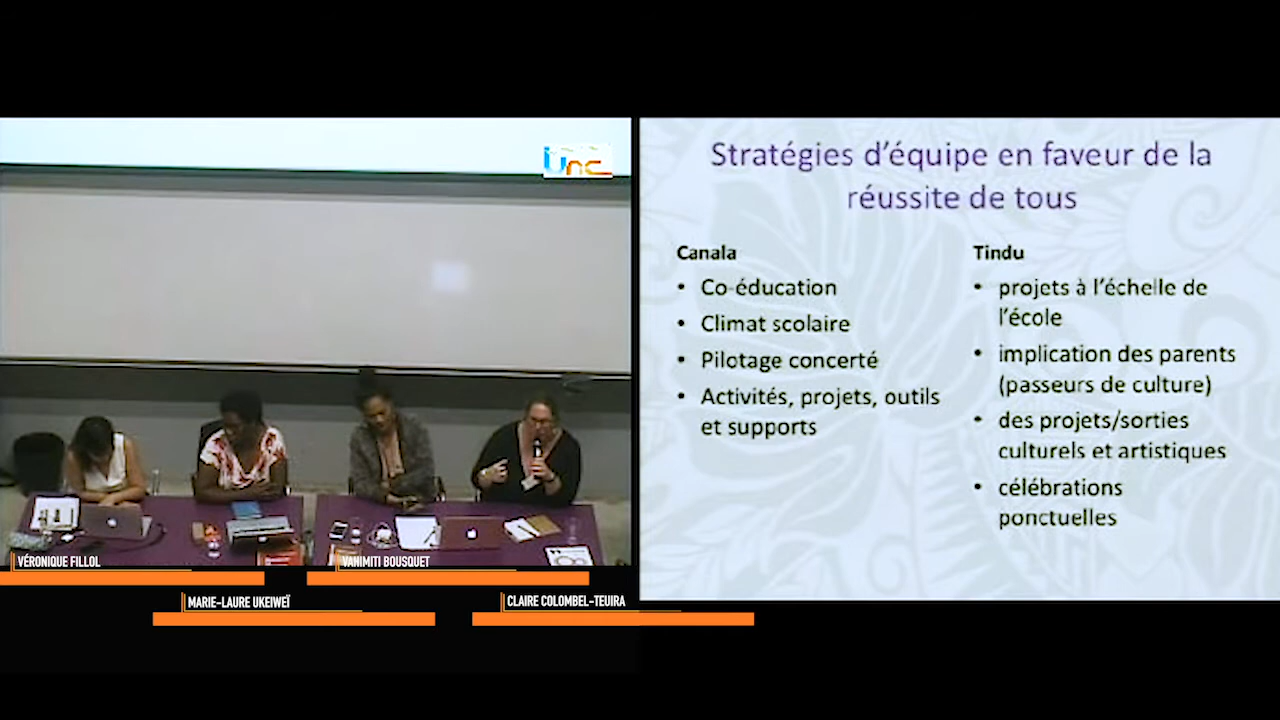 unc
VÉRONIQUE FILLOL
VANIMITI BOUSQUET
MARIE-LAURE UKEIWEÏ
CLAIRE COLOMBEL-TEUIRA
Stratégies d'équipe en faveur de la
réussite de tous
Canala
• Co-éducation
• Climat scolaire
• Pilotage concerté
• Activités, projets, outils
et supports
Tindu
• projets à l'échelle de
l'école
• implication des parents
(passeurs de culture)
• des projets/sorties
culturels et artistiques
• célébrations
ponctuelles